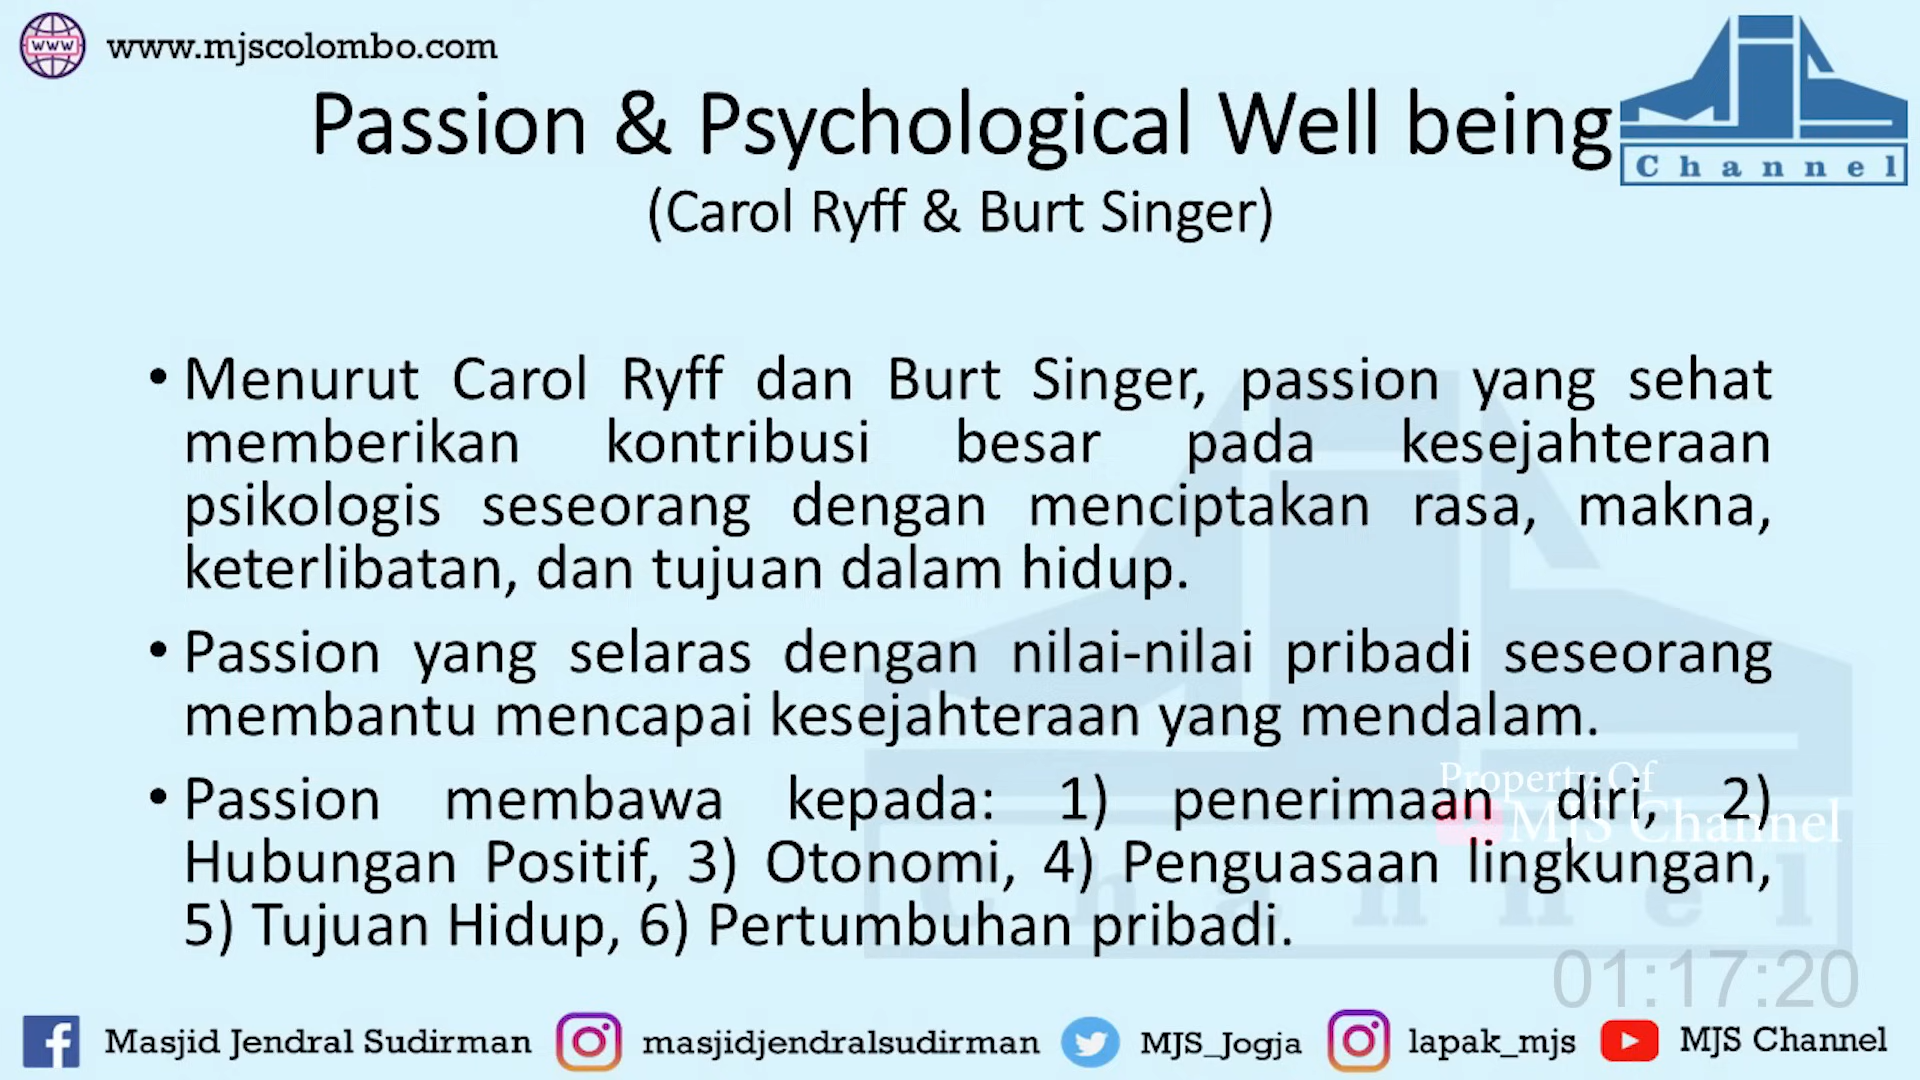 www.mjscolombo.com
Passion & Psychological Well being
(Carol Ryff & Burt Singer)
Channel
• Menurut Carol Ryff dan Burt Singer, passion yang sehat
memberikan kontribusi besar pada kesejahteraan
psikologis seseorang dengan menciptakan rasa, makna,
keterlibatan, dan tujuan dalam hidup.
• Passion yang selaras dengan nilai-nilai pribadi seseorang
membantu mencapai kesejahteraan yang mendalam.
• Passion membawa kepada: 1) penerimaan diri, 2)
Hubungan Positif, 3) Otonomi, 4) Penguasaan lingkungan,
5) Tujuan Hidup, 6) Pertumbuhan pribadi.
Property Of
MJS Channel
Channel
01:17:20
Masjid Jendral Sudirman masjidjendralsudirman MJS_Jogja lapak_mjs MJS Channel